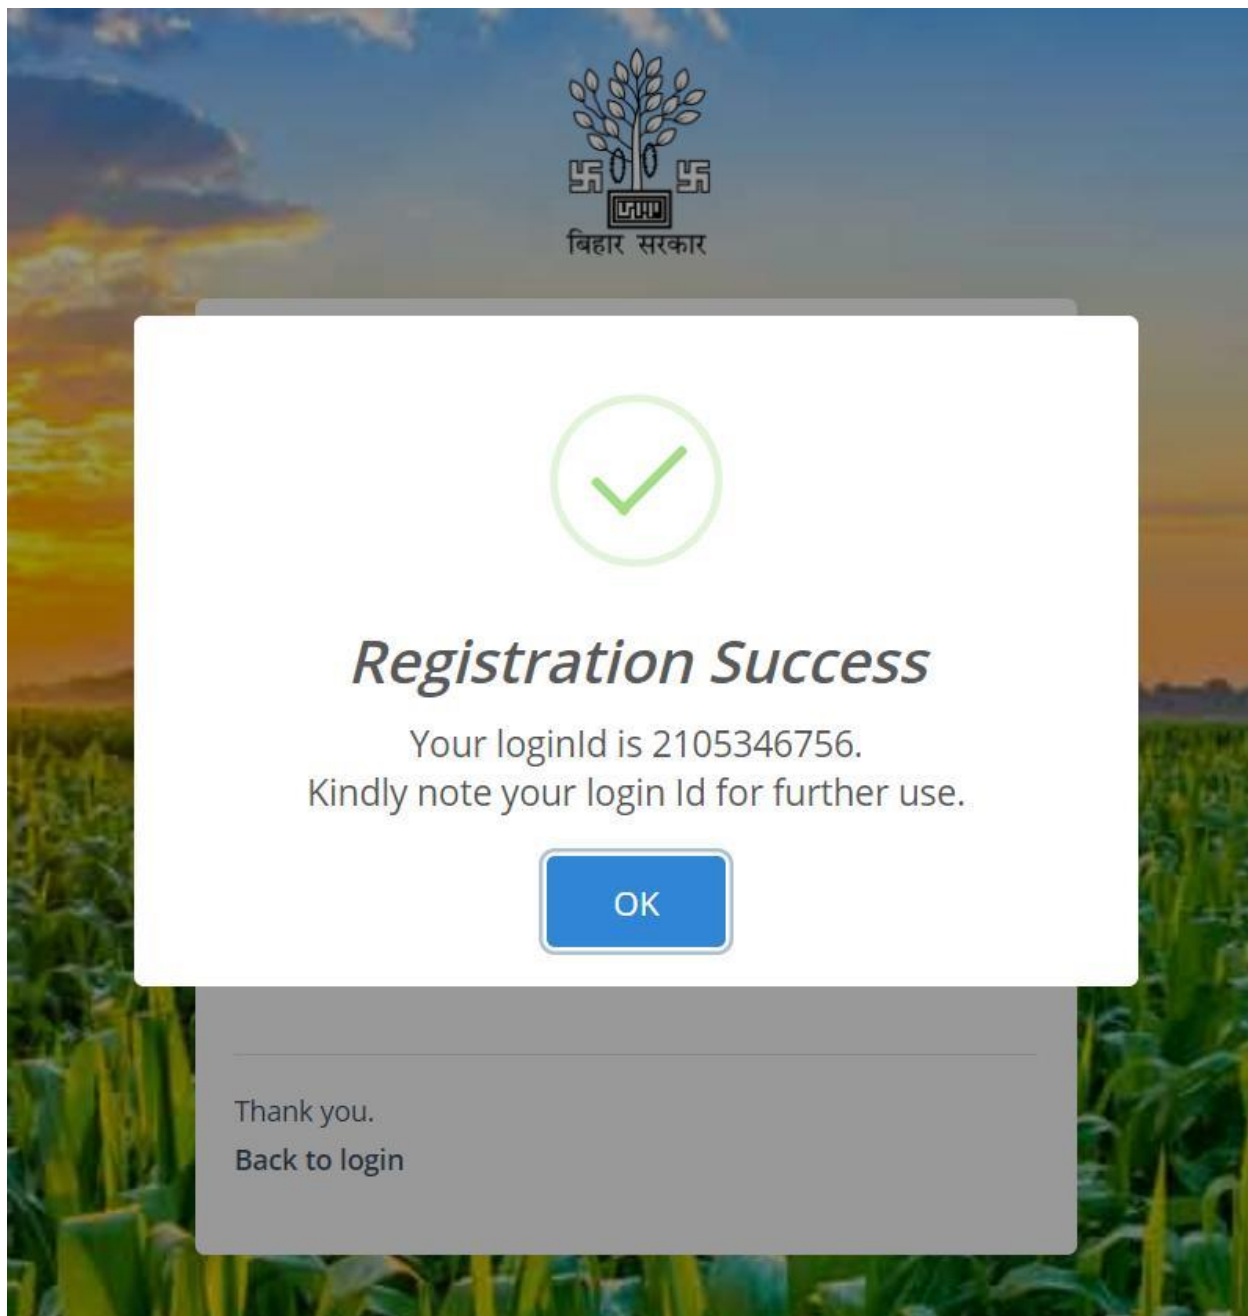 बिहार सरकार
Registration Success
Your loginId is 2105346756.
Kindly note your login Id for further use.
OK
Thank you.
Back to login